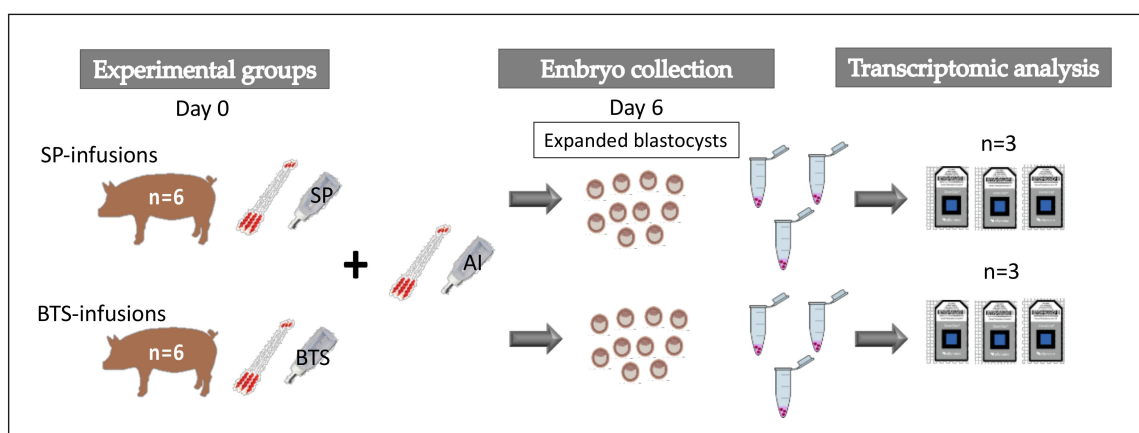 Experimental groups
Embryo collection
Transcriptomic analysis
Day 0
Day 6
Expanded blastocysts
SP-infusions
n=6
SP
n=3
+
AI
BTS-infusions
n=6
BTS
n=3